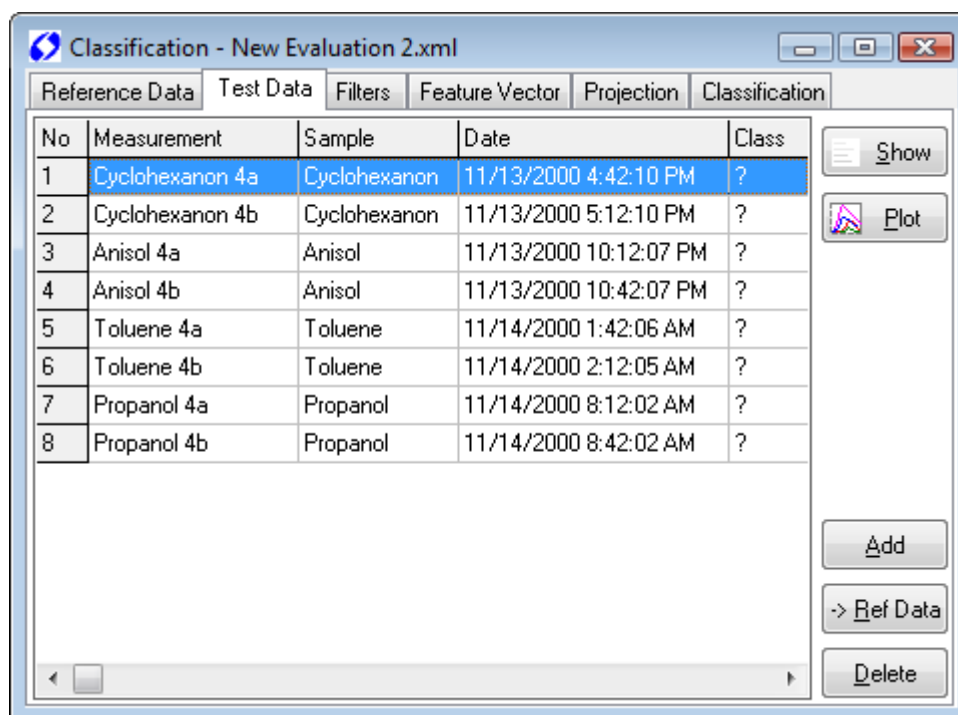 Classification - New Evaluation 2.xml
Reference Data Test Data Filters Feature Vector Projection Classification
No Measurement Sample Date Class
1 Cyclohexanon 4a Cyclohexanon 11/13/2000 4:42:10 PM ?
2 Cyclohexanon 4b Cyclohexanon 11/13/2000 5:12:10 PM ?
3 Anisol 4a Anisol 11/13/2000 10:12:07 PM ?
4 Anisol 4b Anisol 11/13/2000 10:42:07 PM ?
5 Toluene 4a Toluene 11/14/2000 1:42:06 AM ?
6 Toluene 4b Toluene 11/14/2000 2:12:05 AM ?
7 Propanol 4a Propanol 11/14/2000 8:12:02 AM ?
8 Propanol 4b Propanol 11/14/2000 8:42:02 AM ?
Show
Plot
Add
-> Ref Data
Delete